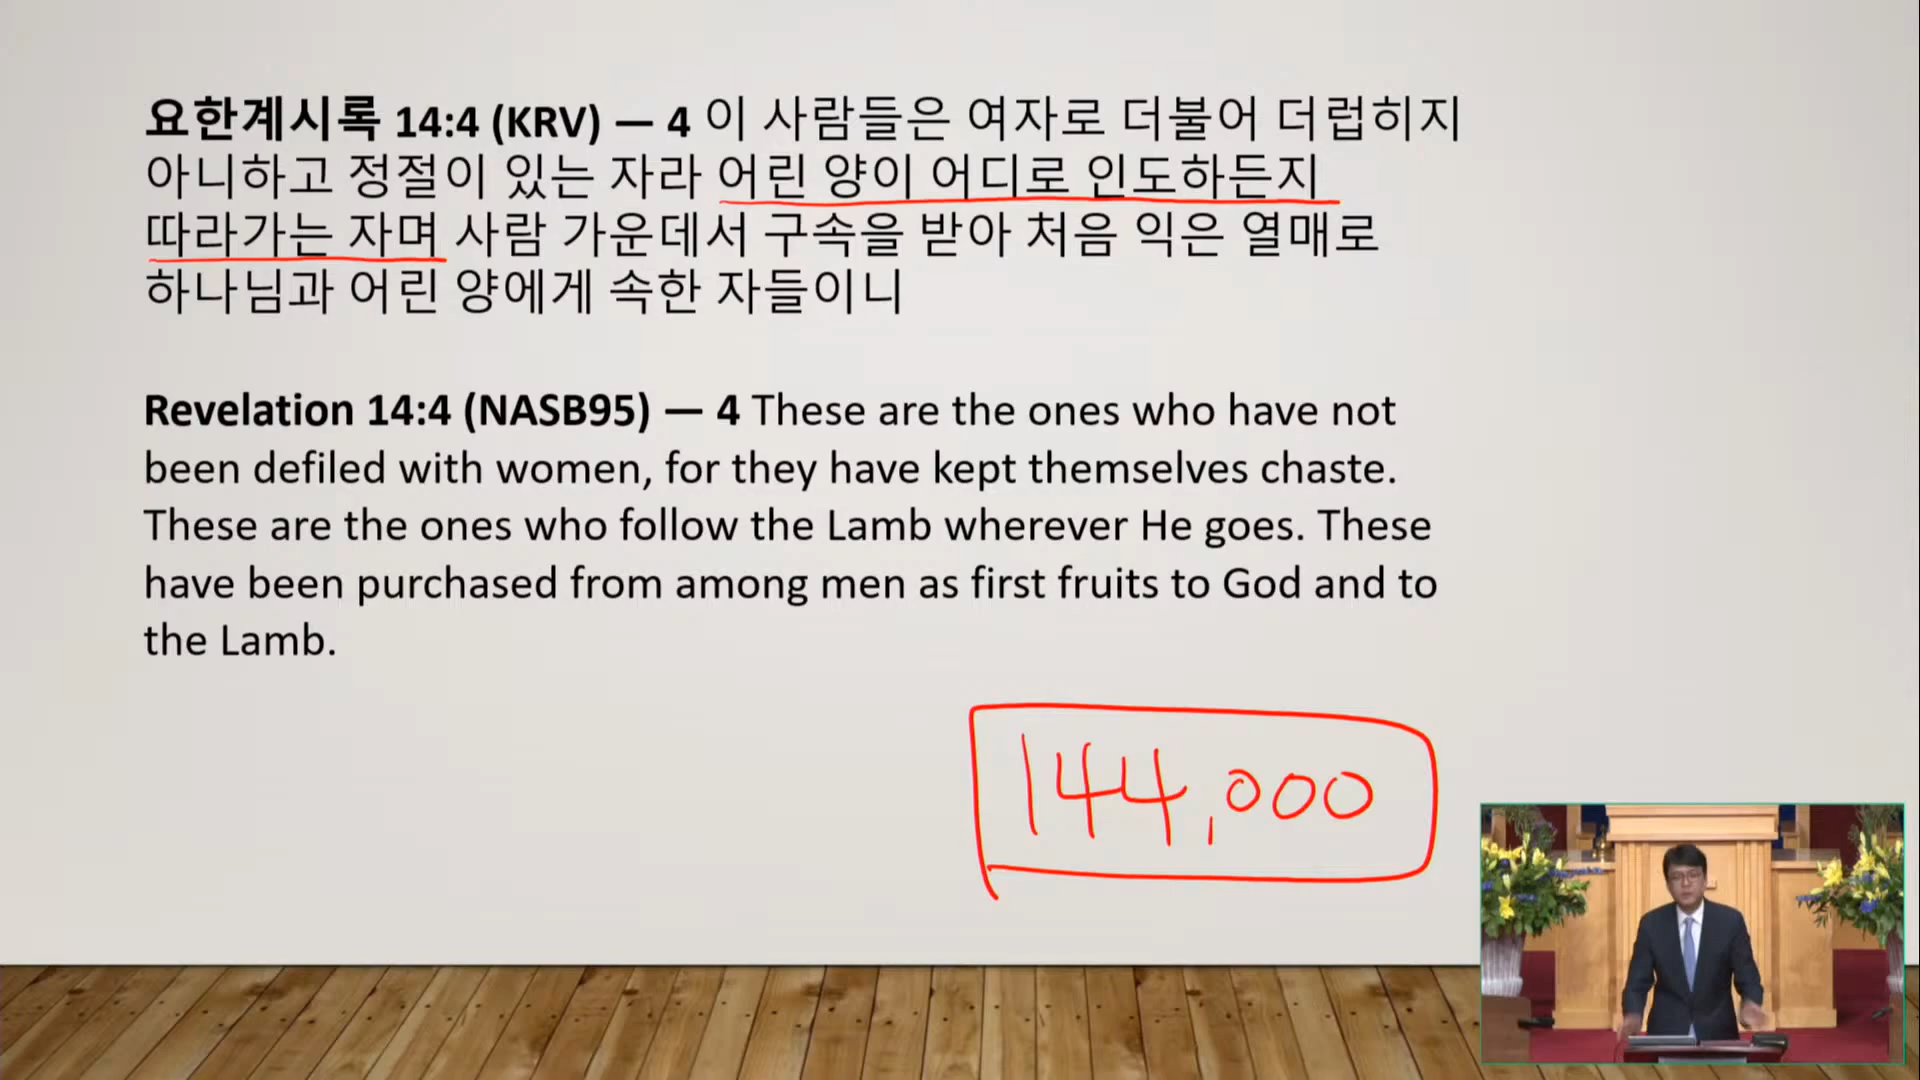 요한계시록 14:4 (KRV) — 4 이 사람들은 여자로 더불어 더럽히지
아니하고 정절이 있는 자라 어린 양이 어디로 인도하든지
따라가는 자며 사람 가운데서 구속을 받아 처음 익은 열매로
하나님과 어린 양에게 속한 자들이니
Revelation 14:4 (NASB95) — 4 These are the ones who have not
been defiled with women, for they have kept themselves chaste.
These are the ones who follow the Lamb wherever He goes. These
have been purchased from among men as first fruits to God and to
the Lamb.
144,000